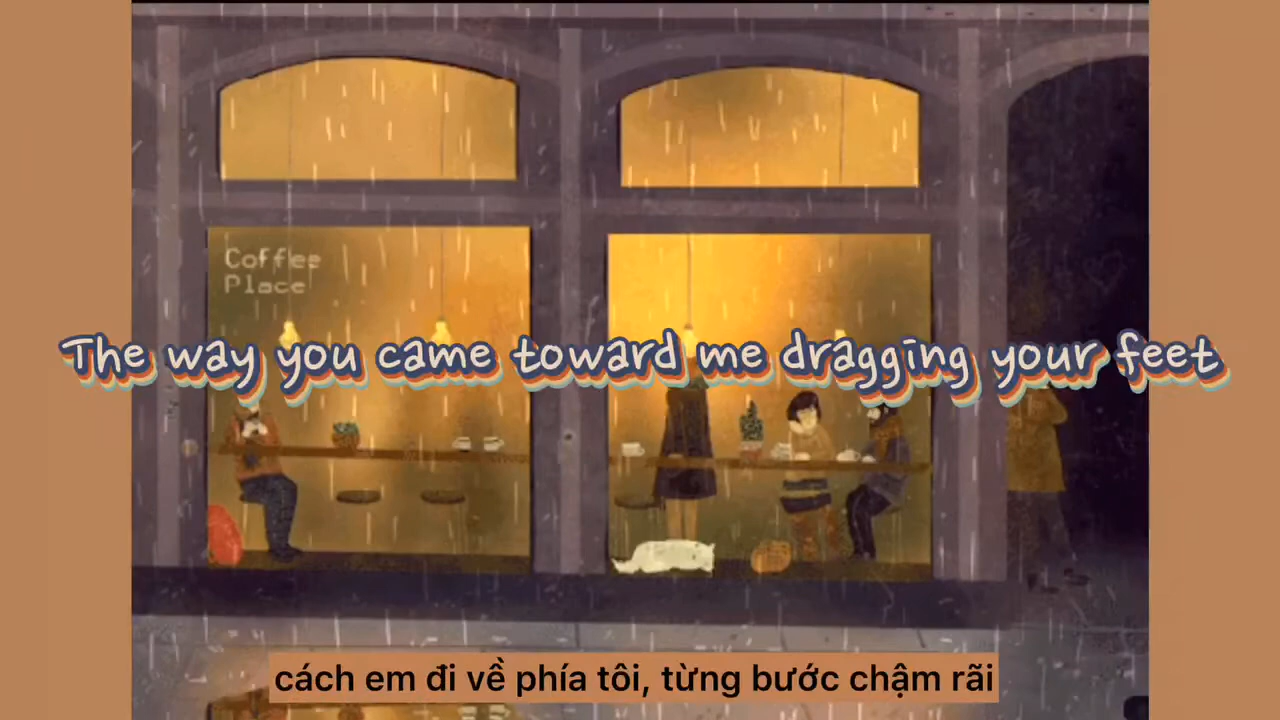 Coffee
Place
The way you came toward me dragging your feet
cách em đi về phía tôi, từng bước chậm rãi